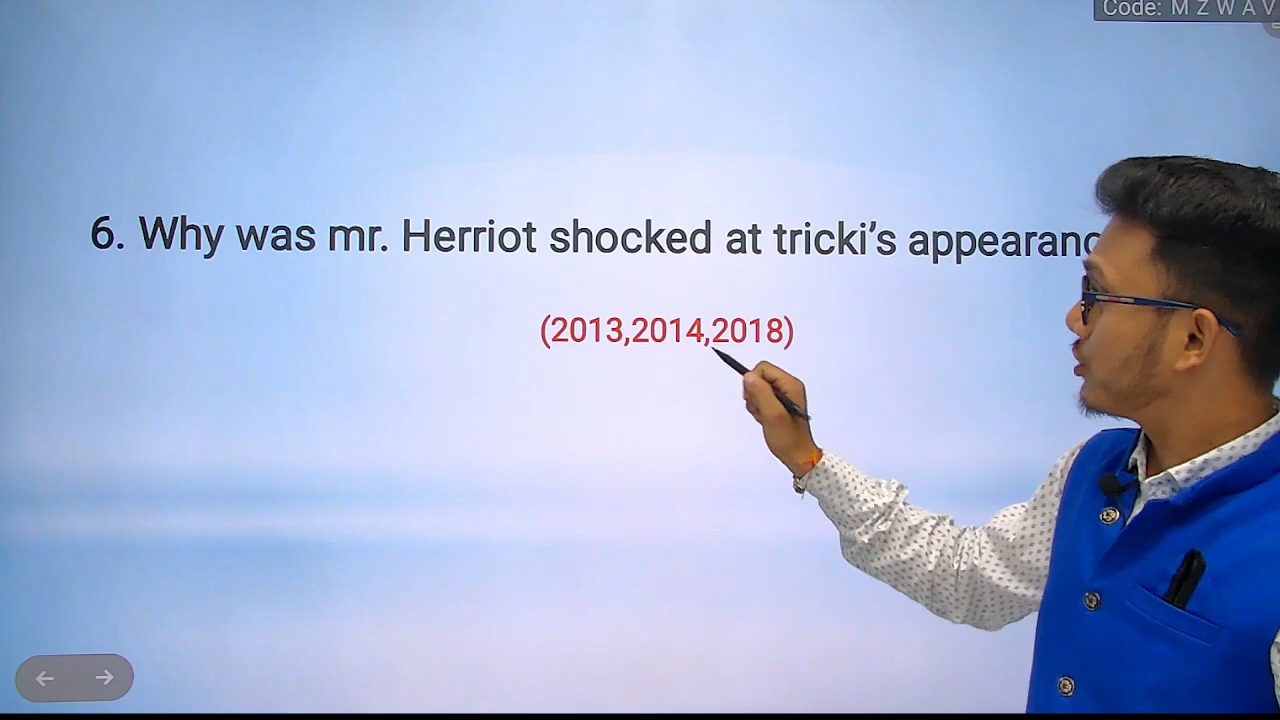 Code: M Z W A V
6. Why was mr. Herriot shocked at tricki’s appearanc
(2013,2014,2018)